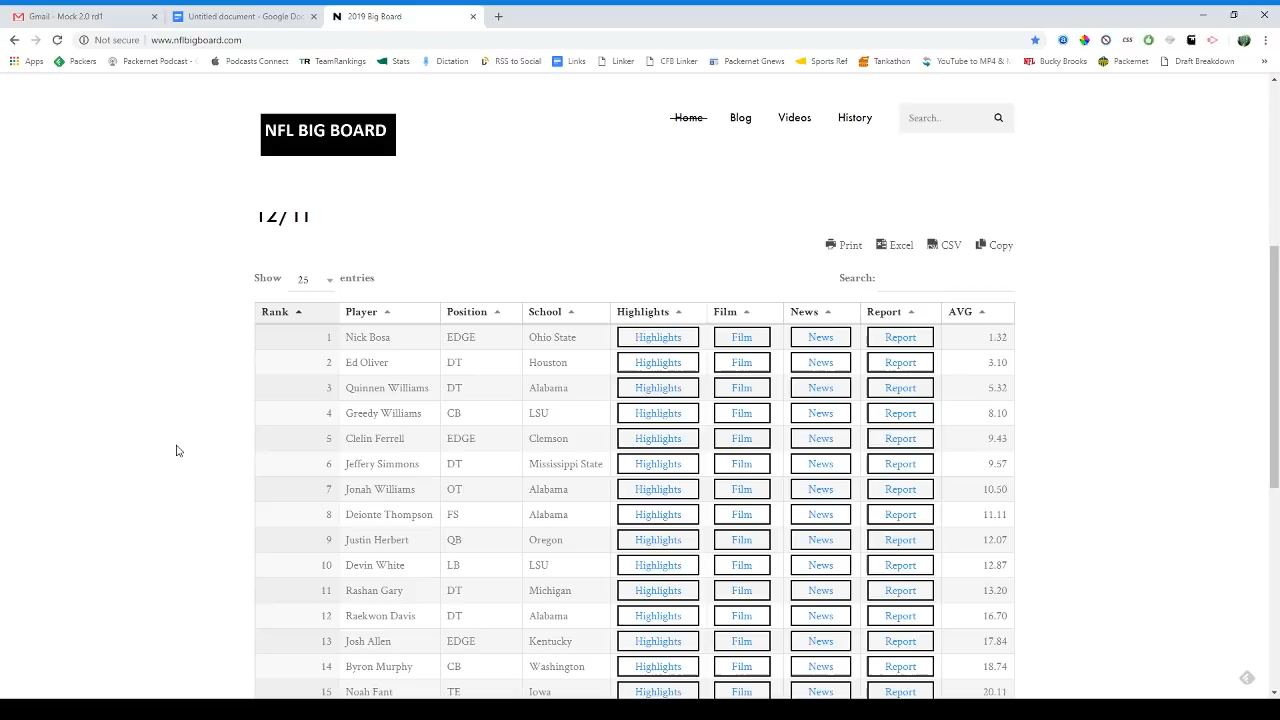 Gmail - Mock 2.0 rd1
Untitled document - Google Doc
2019 Big Board
Not secure | www.nflbigboard.com
Apps Packers Packernet Podcast - Podcasts Connect TR TeamRankings Stats Dictation RSS to Social Links Linker CFB Linker Packernet Gnews Sports Ref Tankathon YouTube to MP4 & Bucky Brooks Packernet Draft Breakdown »
NFL BIG BOARD
Home Blog Videos History Search..
12/11
Print Excel CSV Copy
Show 25 entries Search:
Rank Player Position School Highlights Film News Report AVG
1 Nick Bosa EDGE Ohio State Highlights Film News Report 1.32
2 Ed Oliver DT Houston Highlights Film News Report 3.10
3 Quinnen Williams DT Alabama Highlights Film News Report 5.32
4 Greedy Williams CB LSU Highlights Film News Report 8.10
5 Clelin Ferrell EDGE Clemson Highlights Film News Report 9.43
6 Jeffery Simmons DT Mississippi State Highlights Film News Report 9.57
7 Jonah Williams OT Alabama Highlights Film News Report 10.50
8 Deionte Thompson FS Alabama Highlights Film News Report 11.11
9 Justin Herbert QB Oregon Highlights Film News Report 12.07
10 Devin White LB LSU Highlights Film News Report 12.87
11 Rashan Gary DT Michigan Highlights Film News Report 13.20
12 Raekwon Davis DT Alabama Highlights Film News Report 16.70
13 Josh Allen EDGE Kentucky Highlights Film News Report 17.84
14 Byron Murphy CB Washington Highlights Film News Report 18.74
15 Noah Fant TE Iowa Highlights Film News Report 20.11